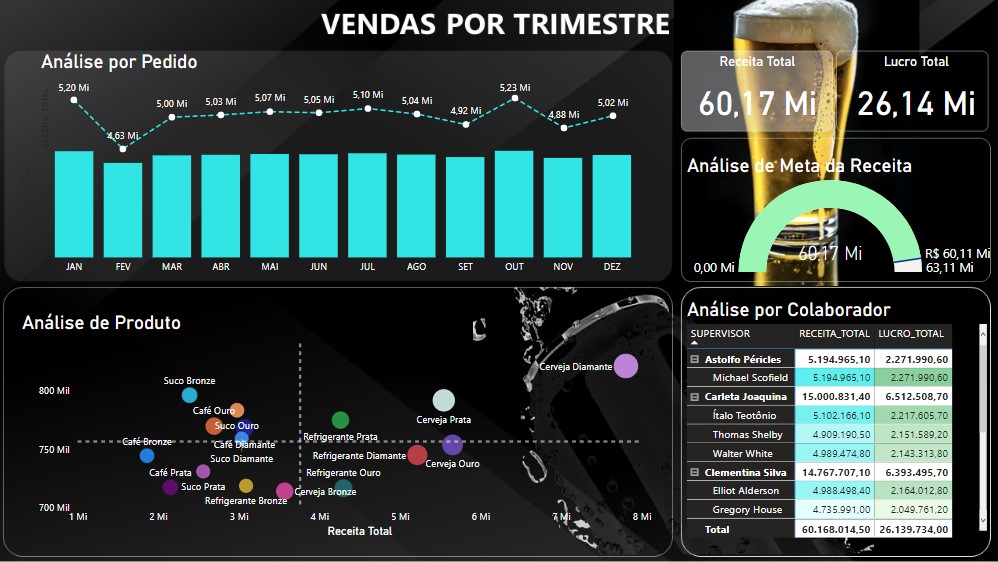 VENDAS POR TRIMESTRE
Análise por Pedido
5,20 Mi
4,63 Mi
5,00 Mi
5,03 Mi
5,07 Mi
5,05 Mi
5,10 Mi
5,04 Mi
4,92 Mi
5,23 Mi
4,88 Mi
5,02 Mi
JAN FEV MAR ABR MAI JUN JUL AGO SET OUT NOV DEZ
Receita Total
60,17 Mi
Lucro Total
26,14 Mi
Análise de Meta da Receita
60,17 Mi
0,00 Mi
R$ 60,11 Mi
63,11 Mi
Análise de Produto
800 Mil
750 Mil
700 Mil
Cerveja Diamante
Suco Bronze
Café Ouro
Cerveja Prata
Suco Ouro
Refrigerante Prata
Café Bronze
Café Diamante
Refrigerante Diamante
Suco Diamante
Cerveja Ouro
Café Prata
Refrigerante Ouro
Suco Prata
Cerveja Bronze
Refrigerante Bronze
1 Mi 2 Mi 3 Mi 4 Mi 5 Mi 6 Mi 7 Mi 8 Mi
Receita Total
Análise por Colaborador
SUPERVISOR RECEITA_TOTAL LUCRO_TOTAL
Astolfo Péricles 5.194.965,10 2.271.990,60
Michael Scofield 5.194.965,10 2.271.990,60
Carleta Joaquina 15.000.831,40 6.512.508,70
Ítalo Teotônio 5.102.166,10 2.217.605,70
Thomas Shelby 4.909.190,50 2.151.589,20
Walter White 4.989.474,80 2.143.313,80
Clementina Silva 14.767.707,10 6.393.495,70
Elliot Alderson 4.988.498,40 2.164.012,80
Gregory House 4.735.991,00 2.049.761,20
Total 60.168.014,50 26.139.734,00